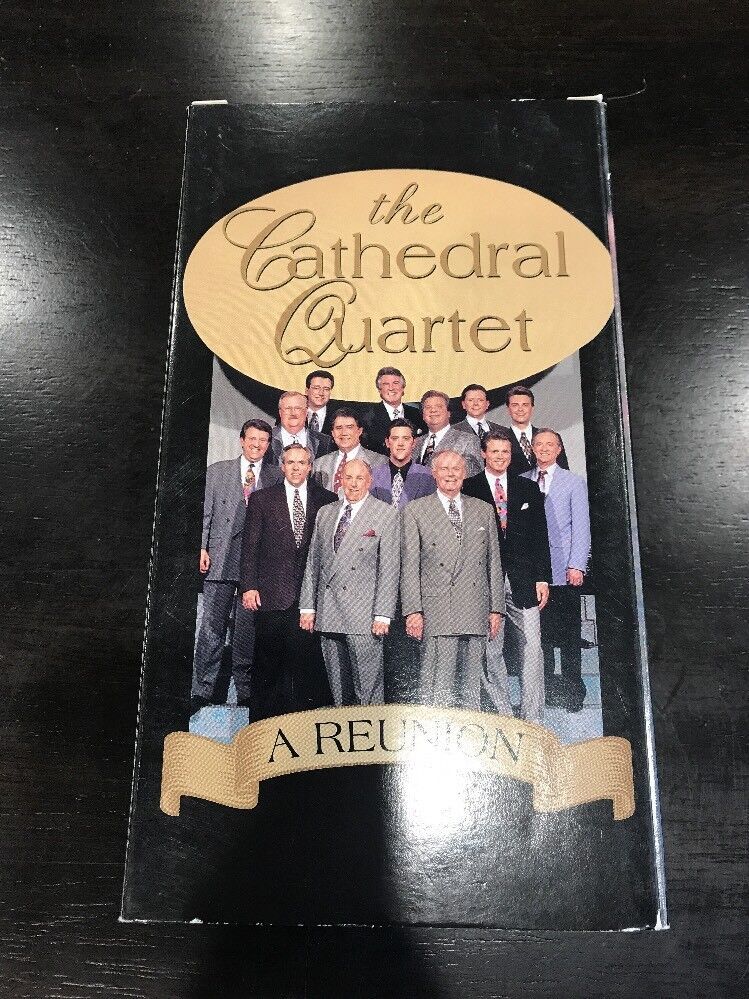 the
Cathedral
Quartet
A REUNION